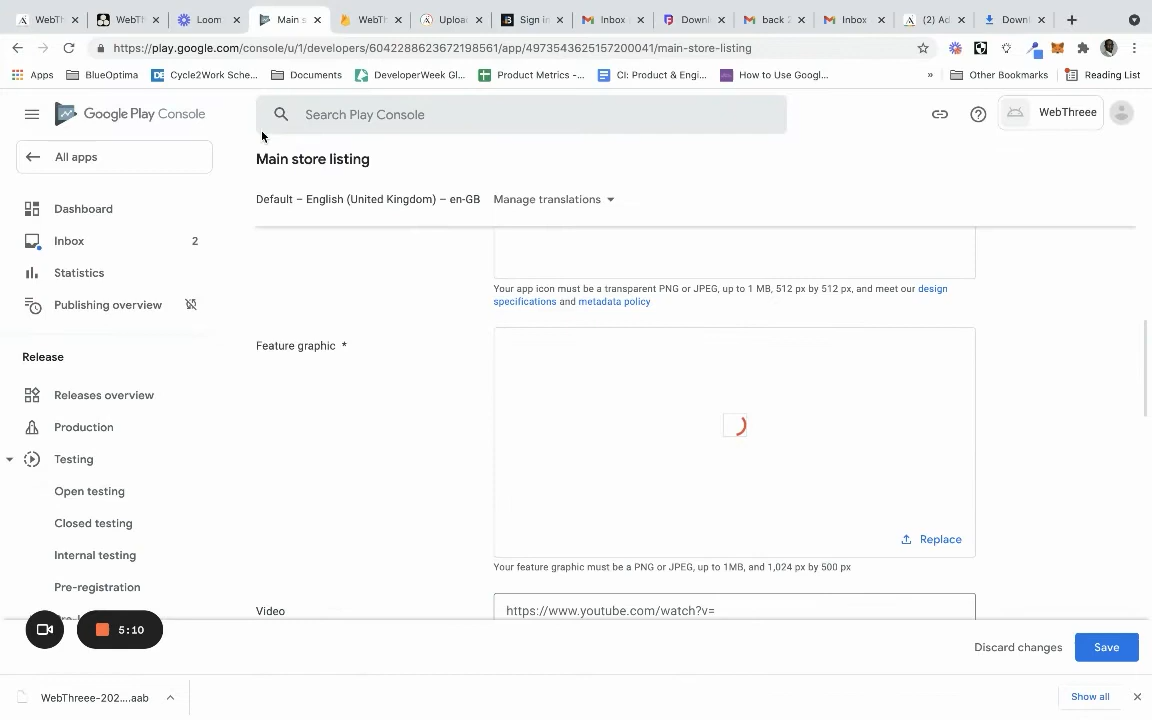 WebTh
WebTh
Loom
Main s
WebTh
Uploa
Sign in
Inbox
Downl
back 2
Inbox
(2) Ad
Downl
https://play.google.com/console/u/1/developers/6042288623672198561/app/4973543625157200041/main-store-listing
Apps
BlueOptima
Cycle2Work Sche...
Documents
DeveloperWeek Gl...
Product Metrics -...
CI: Product & Engi...
How to Use Googl...
»
Other Bookmarks
Reading List
Google Play Console
Search Play Console
WebThreee
All apps
Main store listing
Default – English (United Kingdom) – en-GB
Manage translations
Dashboard
Inbox
2
Statistics
Publishing overview
Your app icon must be a transparent PNG or JPEG, up to 1 MB, 512 px by 512 px, and meet our design
specifications and metadata policy
Feature graphic *
Release
Releases overview
Production
Testing
Open testing
Closed testing
Internal testing
Pre-registration
Replace
Your feature graphic must be a PNG or JPEG, up to 1MB, and 1,024 px by 500 px
Video
https://www.youtube.com/watch?v=
5:10
Discard changes
Save
WebThreee-202....aab
Show all